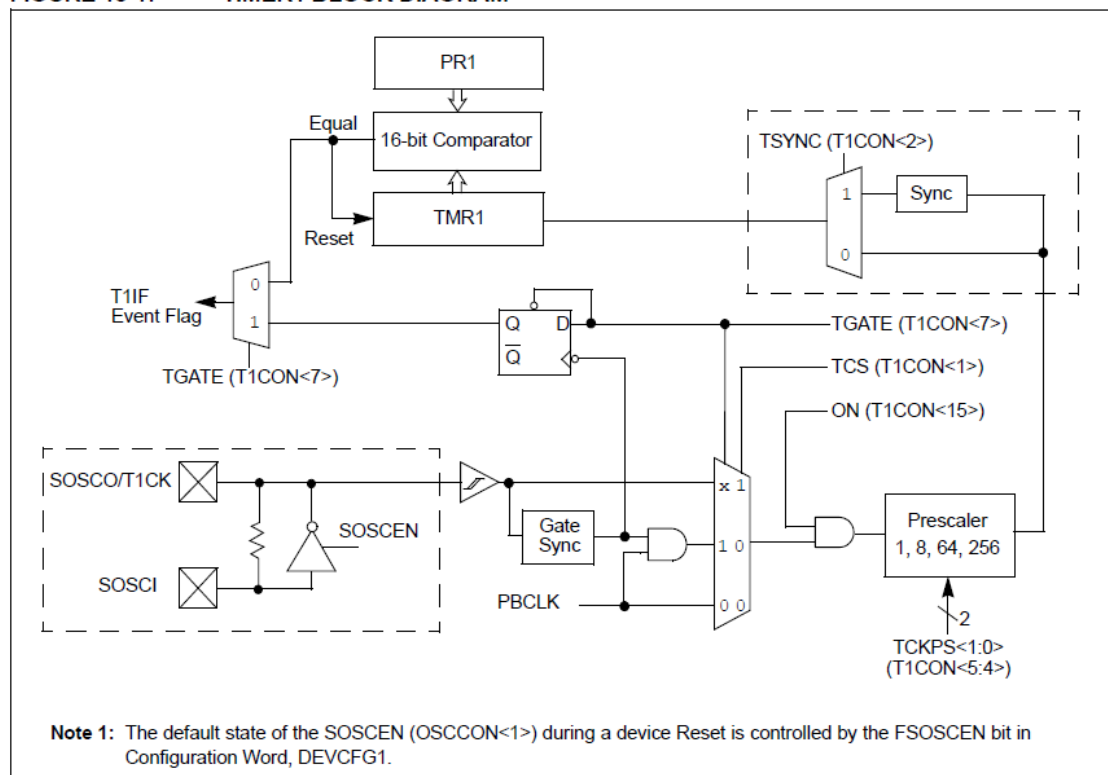 PR1
Equal
16-bit Comparator
TSYNC (T1CON<2>)
1
Sync
TMR1
Reset
0
0
T1IF
Event Flag
1
Q
D
Q
TGATE (T1CON<7>)
TGATE (T1CON<7>)
TCS (T1CON<1>)
ON (T1CON<15>)
SOSCO/T1CK
x 1
Prescaler
1, 8, 64, 256
Gate
Sync
SOSCEN
1 0
SOSCI
PBCLK
0 0
2
TCKPS<1:0>
(T1CON<5:4>)
Note 1: The default state of the SOSCEN (OSCCON<1>) during a device Reset is controlled by the FSOSCEN bit in
Configuration Word, DEVCFG1.